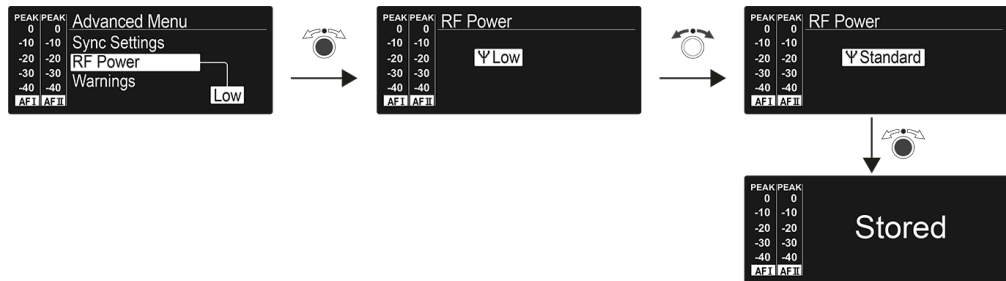 PEAK PEAK Advanced Menu
0 0
-10 -10 Sync Settings
-20 -20 RF Power
-30 -30 Warnings
-40 -40 Low
AF I AF II
PEAK PEAK RF Power
0 0
-10 -10
-20 -20 Low
-30 -30
-40 -40
AF I AF II
PEAK PEAK RF Power
0 0
-10 -10
-20 -20 Standard
-30 -30
-40 -40
AF I AF II
PEAK PEAK
0 0
-10 -10
-20 -20 Stored
-30 -30
-40 -40
AF I AF II